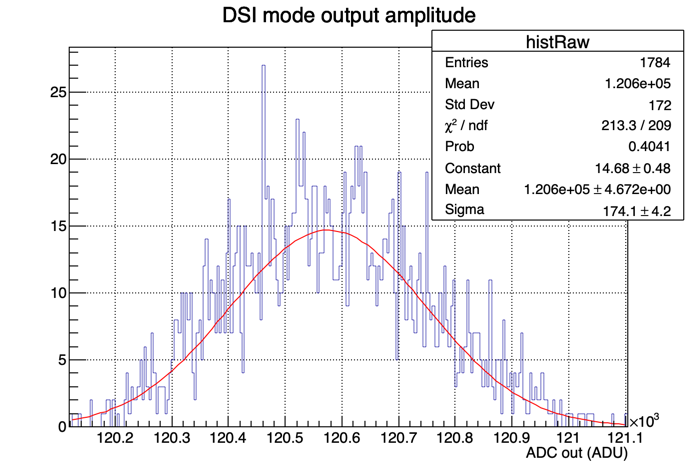 DSI mode output amplitude
histRaw
Entries 1784
Mean 1.206e+05
Std Dev 172
χ² / ndf 213.3 / 209
Prob 0.4041
Constant 14.68 ± 0.48
Mean 1.206e+05 ± 4.672e+00
Sigma 174.1 ± 4.2
25
20
15
10
5
0
120.2 120.3 120.4 120.5 120.6 120.7 120.8 120.9 121 121.1
×10³
ADC out (ADU)